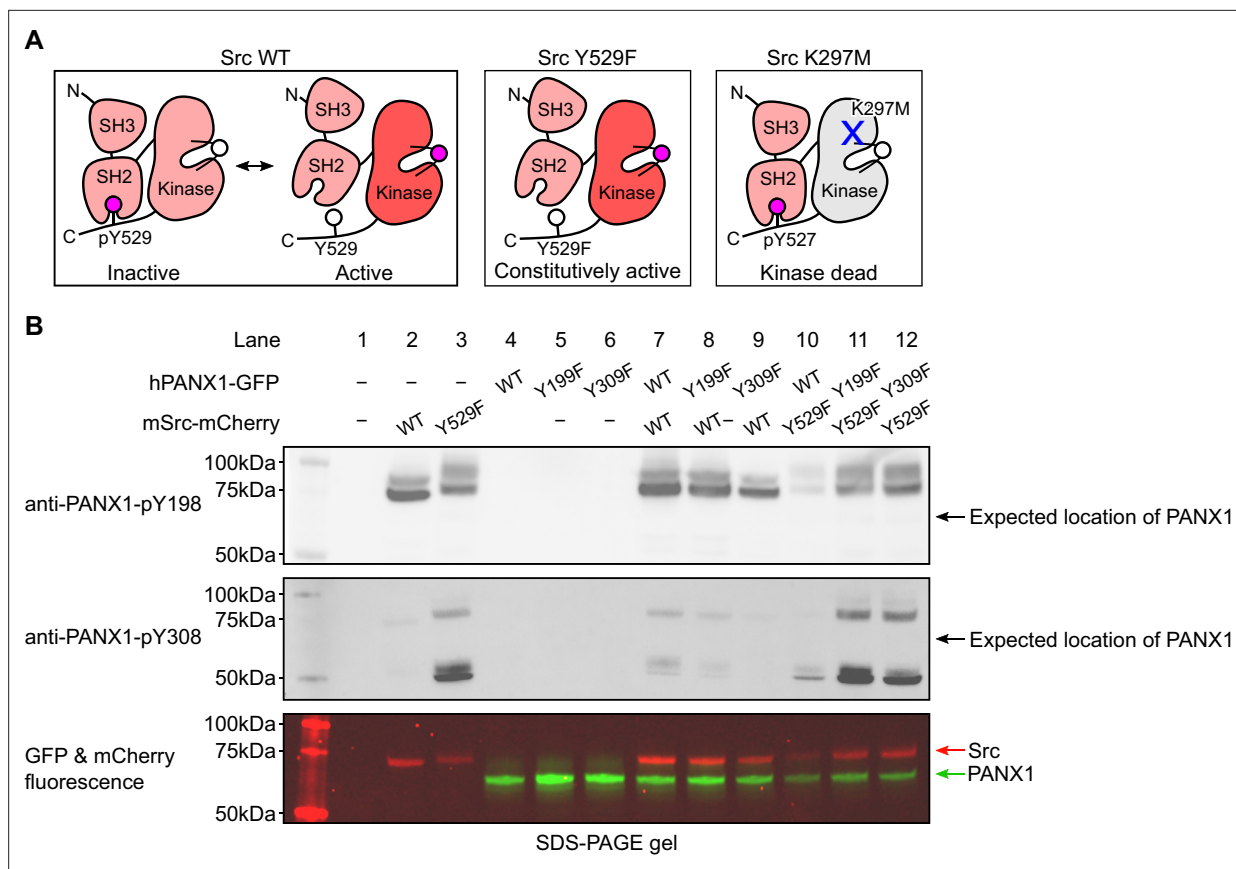 A
Src WT
Src Y529F
Src K297M
N
SH3
SH2
Kinase
pY529
C
Inactive
N
SH3
SH2
Kinase
Y529
C
Active
N
SH3
SH2
Kinase
Y529F
C
Constitutively active
N
SH3
K297M
X
SH2
Kinase
pY527
C
Kinase dead
B
Lane 1 2 3 4 5 6 7 8 9 10 11 12
hPANX1-GFP – – – WT Y199F Y309F WT Y199F Y309F WT Y199F Y309F
mSrc-mCherry – WT Y529F – – WT WT~ WT Y529F Y529F Y529F
anti-PANX1-pY198
100kDa
75kDa
50kDa
Expected location of PANX1
anti-PANX1-pY308
100kDa
75kDa
50kDa
Expected location of PANX1
GFP & mCherry
fluorescence
100kDa
75kDa
50kDa
Src
PANX1
SDS-PAGE gel